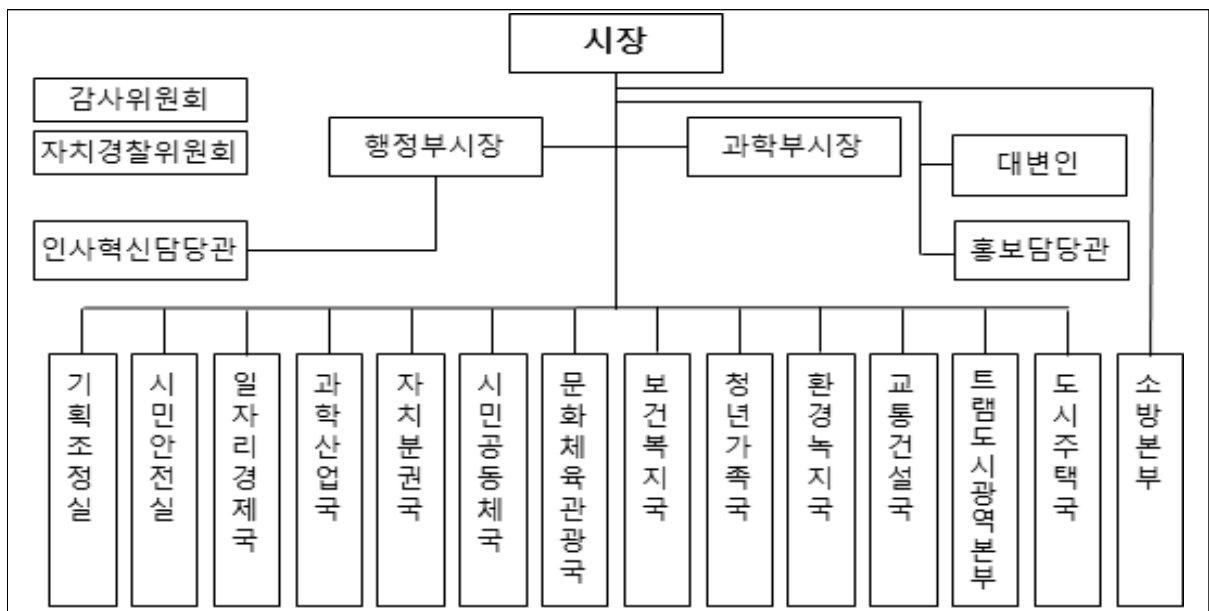 시장
감사위원회
자치경찰위원회
행정부시장
과학부시장
대변인
인사혁신담당관
홍보담당관
기획조정실
시민안전실
일자리경제국
과학산업국
자치분권국
시민공동체국
문화체육관광국
보건복지국
청년가족국
환경녹지국
교통건설국
트램도시광역본부
도시주택국
소방본부